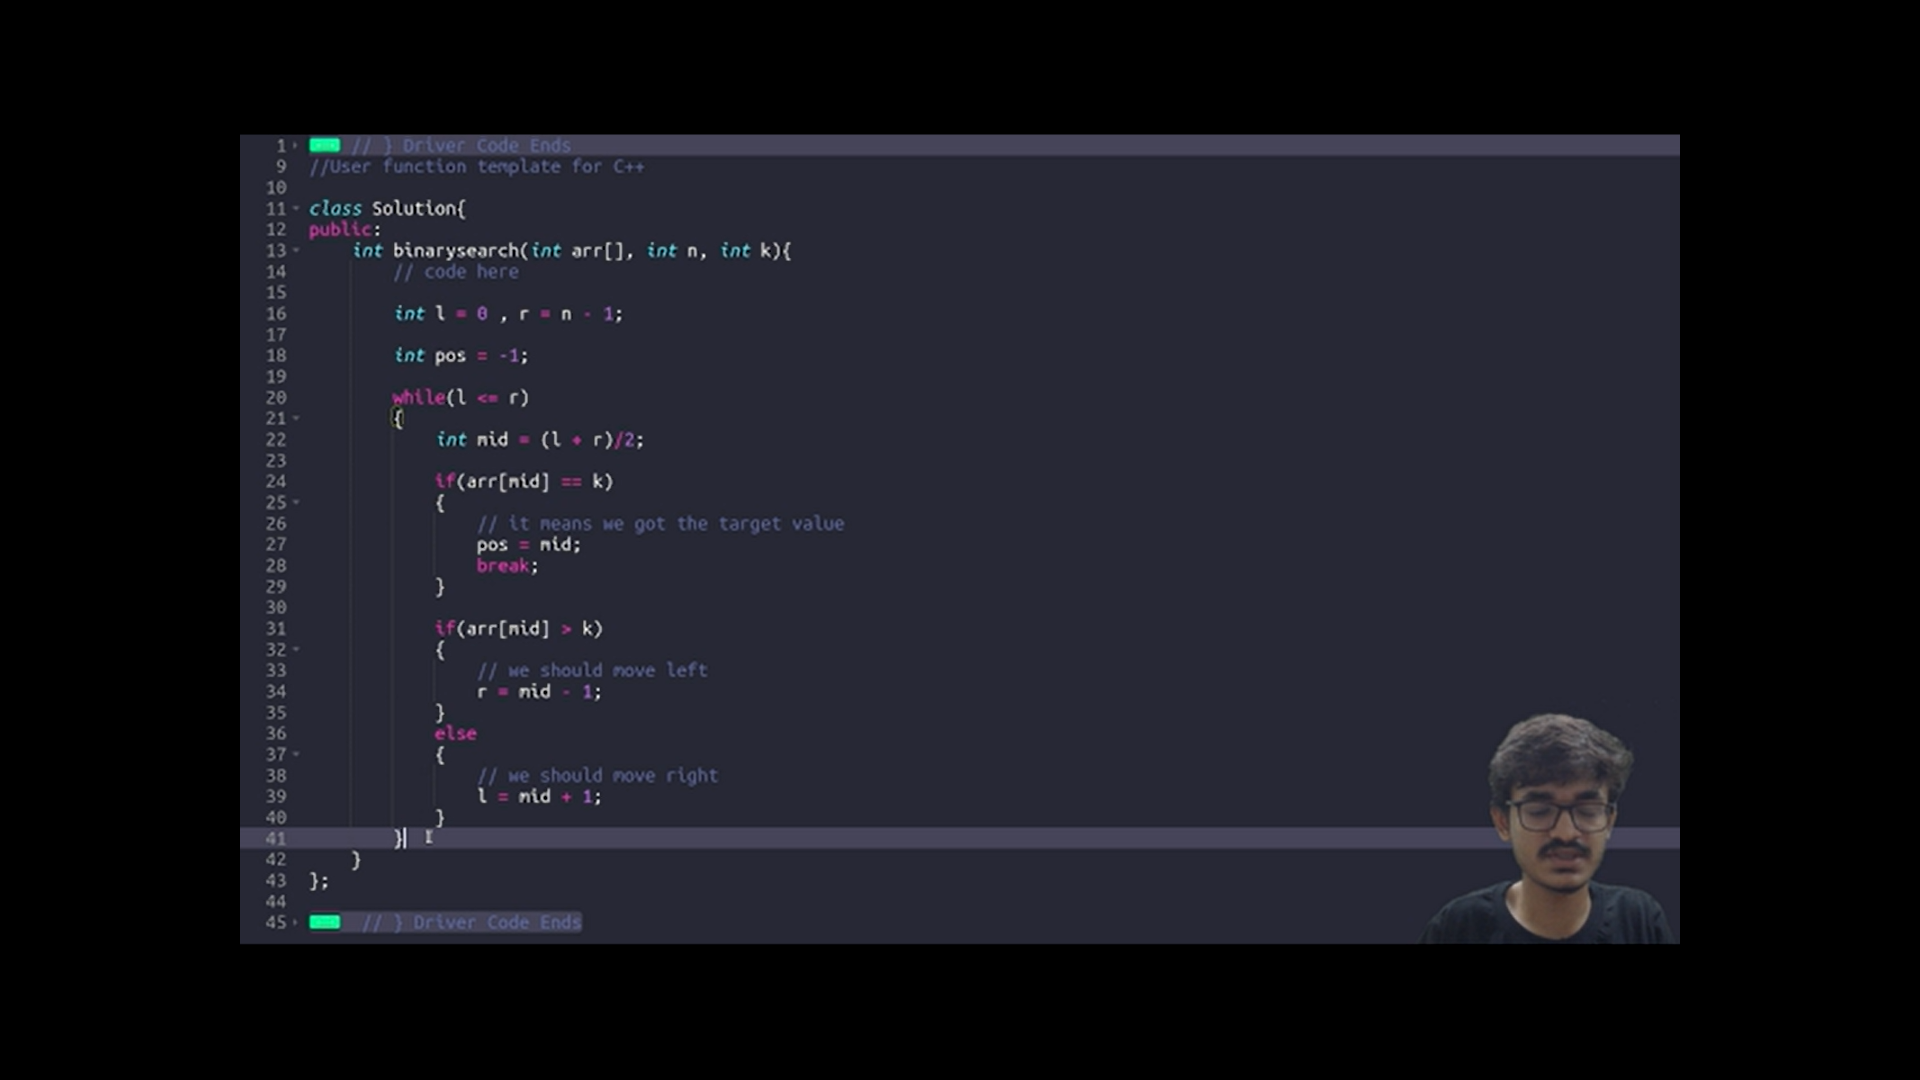 1 // } Driver Code Ends
9 //User function template for C++
10
11 class Solution{
12 public:
13 int binarysearch(int arr[], int n, int k){
14 // code here
15
16 int l = 0 , r = n - 1;
17
18 int pos = -1;
19
20 while(l <= r)
21 {
22 int mid = (l + r)/2;
23
24 if(arr[mid] == k)
25 {
26 // it means we got the target value
27 pos = mid;
28 break;
29 }
30
31 if(arr[mid] > k)
32 {
33 // we should move left
34 r = mid - 1;
35 }
36 else
37 {
38 // we should move right
39 l = mid + 1;
40 }
41 }
42 }
43 };
44
45 // } Driver Code Ends